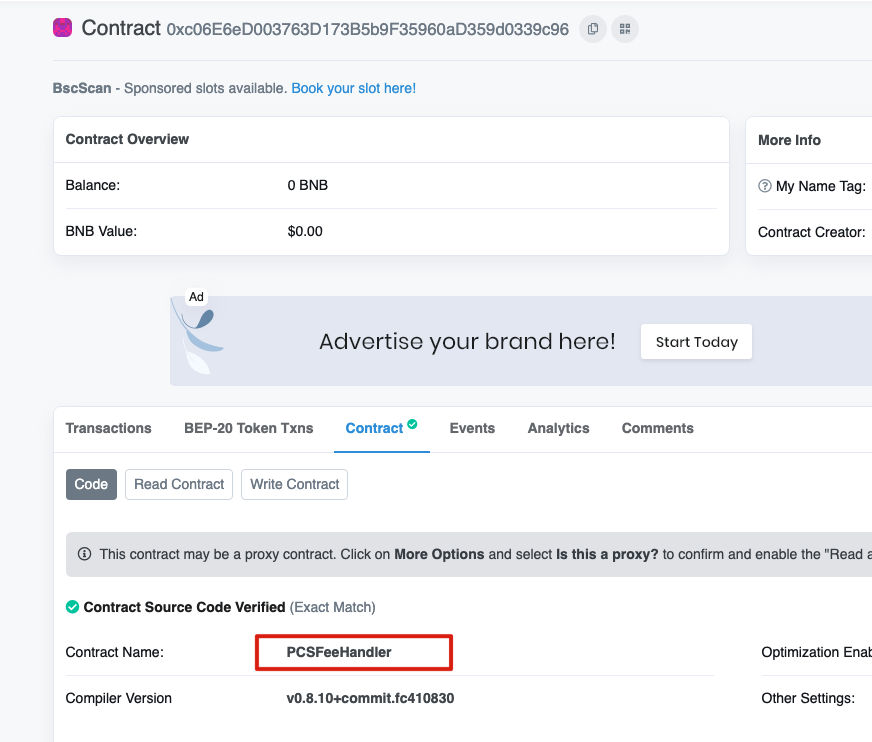 Contract 0xc06E6eD003763D173B5b9F35960aD359d0339c96
BscScan - Sponsored slots available. Book your slot here!
Contract Overview
Balance: 0 BNB
BNB Value: $0.00
More Info
My Name Tag:
Contract Creator:
Ad
Advertise your brand here! Start Today
Transactions BEP-20 Token Txns Contract Events Analytics Comments
Code Read Contract Write Contract
This contract may be a proxy contract. Click on More Options and select Is this a proxy? to confirm and enable the "Read a
Contract Source Code Verified (Exact Match)
Contract Name: PCSFeeHandler
Optimization Enab
Compiler Version v0.8.10+commit.fc410830
Other Settings: